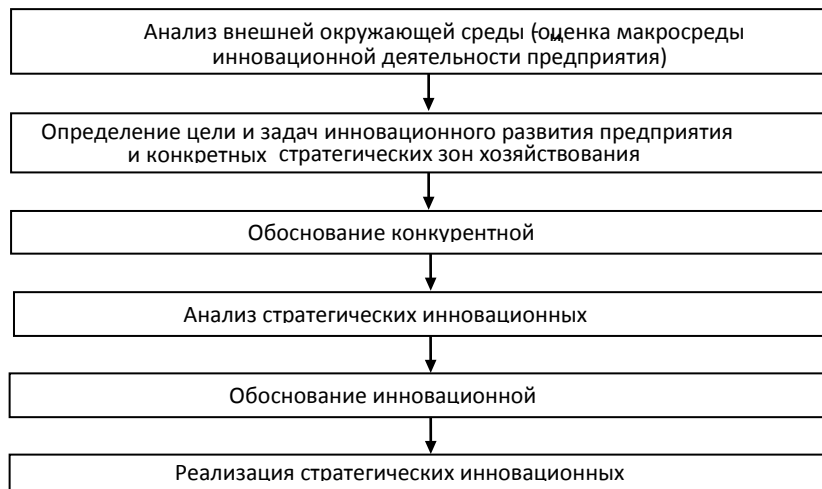 Анализ внешней окружающей среды (оценка макросреды
инновационной деятельности предприятия)
Определение цели и задач инновационного развития предприятия
и конкретных стратегических зон хозяйствования
Обоснование конкурентной
Анализ стратегических инновационных
Обоснование инновационной
Реализация стратегических инновационных